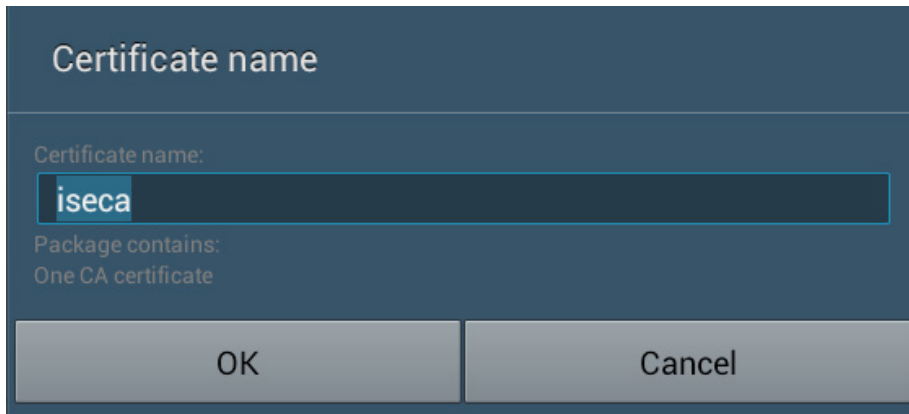 Certificate name
Certificate name:
iseca
Package contains:
One CA certificate
OK
Cancel